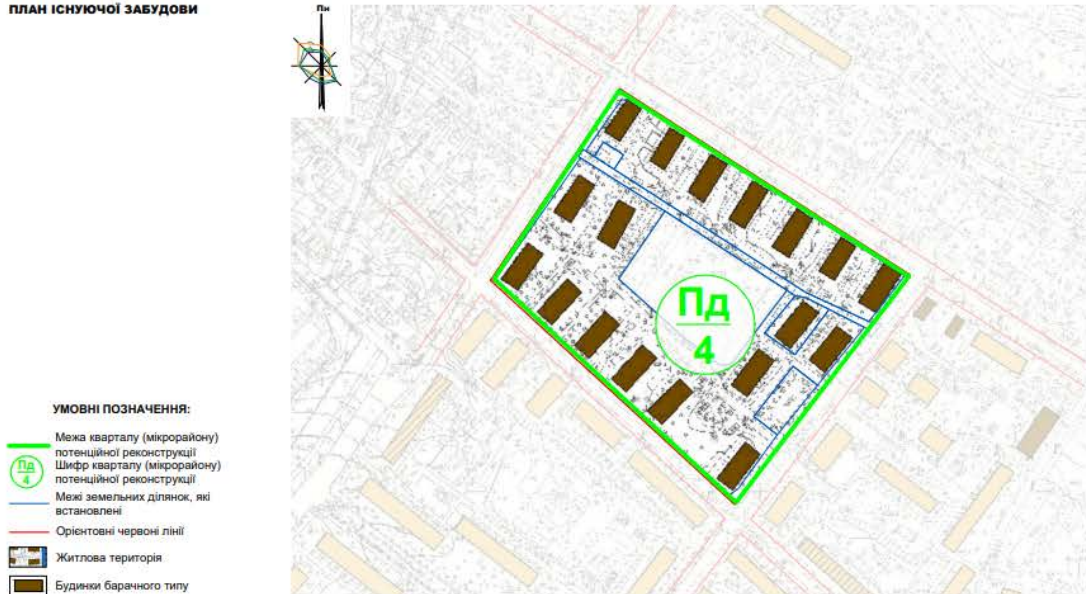 ПЛАН ІСНУЮЧОЇ ЗАБУДОВИ
Пн
Пд
4
УМОВНІ ПОЗНАЧЕННЯ:
Межа кварталу (мікрорайону)
потенційної реконструкції
Пд
4
Шифр кварталу (мікрорайону)
потенційної реконструкції
Межі земельних ділянок, які
встановлені
Орієнтовні червоні лінії
Житлова територія
Будинки барачного типу